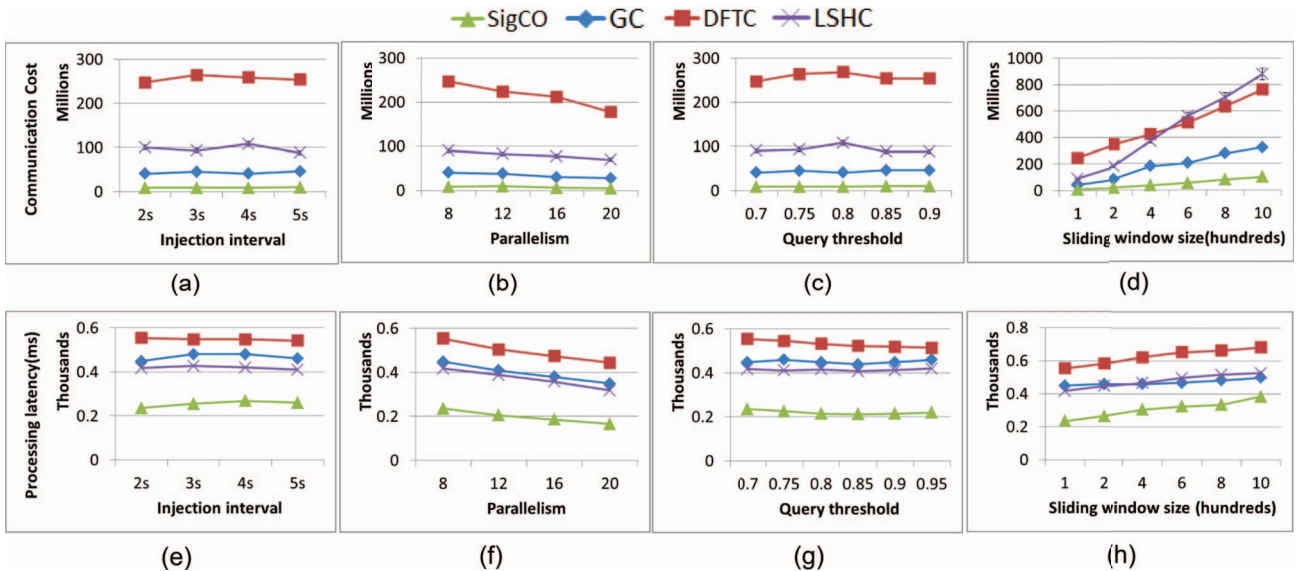 SigCO GC DFTC LSHC
Communication Cost
Millions
300
200
100
0
2s 3s 4s 5s
Injection interval
(a)
Millions
300
200
100
0
8 12 16 20
Parallelism
(b)
Millions
300
200
100
0
0.7 0.75 0.8 0.85 0.9
Query threshold
(c)
Millions
1000
800
600
400
200
0
1 2 4 6 8 10
Sliding window size(hundreds)
(d)
Processing latency(ms)
Thousands
0.6
0.4
0.2
0
2s 3s 4s 5s
Injection interval
(e)
Thousands
0.6
0.4
0.2
0
8 12 16 20
Parallelism
(f)
Thousands
0.6
0.4
0.2
0
0.7 0.75 0.8 0.85 0.9 0.95
Query threshold
(g)
Thousands
0.8
0.6
0.4
0.2
0
1 2 4 6 8 10
Sliding window size (hundreds)
(h)